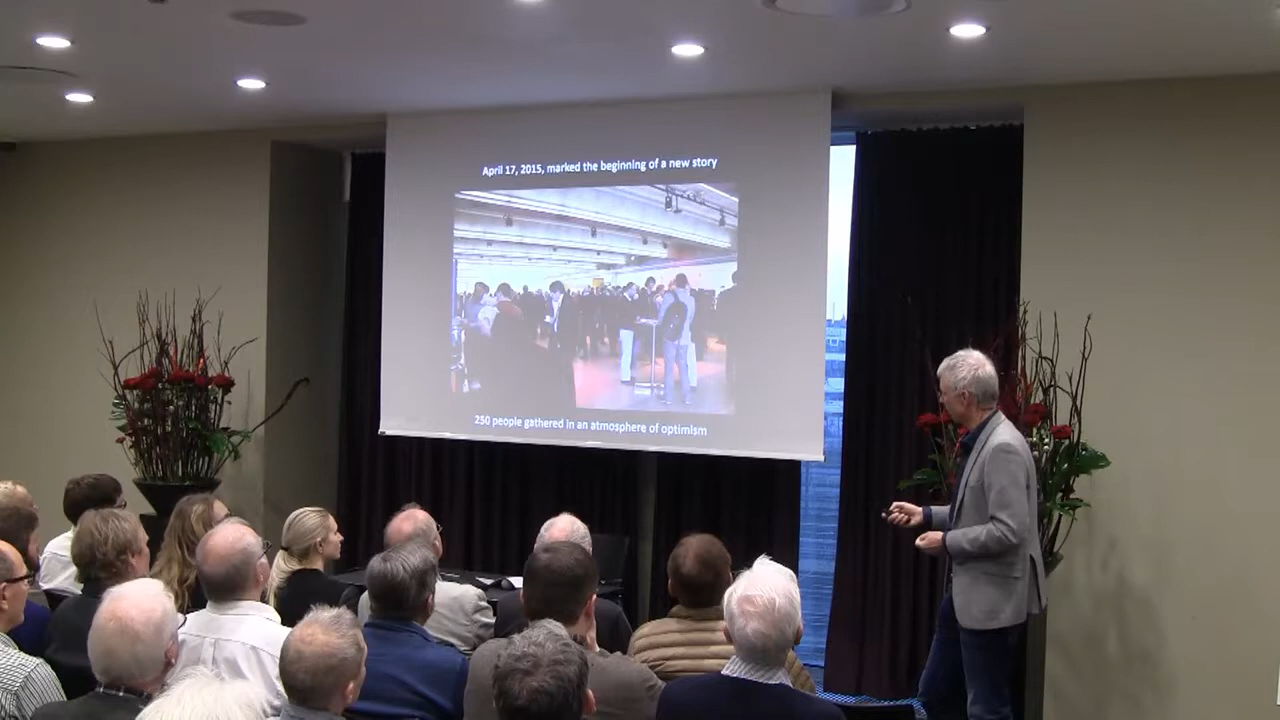 April 17, 2015, marked the beginning of a new story
250 people gathered in an atmosphere of optimism